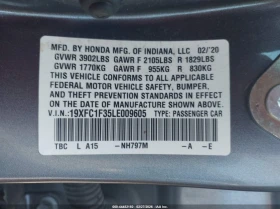 MFD. BY HONDA MFG. OF INDIANA, LLC 02/'20
GVWR 3902LBS GAWR F 2105LBS R 1829LBS
GVWR 1770KG GAWR F 955KG R 830KG
THIS VEHICLE CONFORMS TO ALL APPLICABLE
FEDERAL MOTOR VEHICLE SAFETY, BUMPER, AND
THEFT PREVENTION STANDARDS IN EFFECT ON THE
DATE OF MANUFACTURE SHOWN ABOVE.
V.I.N.: 19XFC1F35LE009605 TYPE: PASSENGER CAR
TBC L A15 -NH797M -A -E